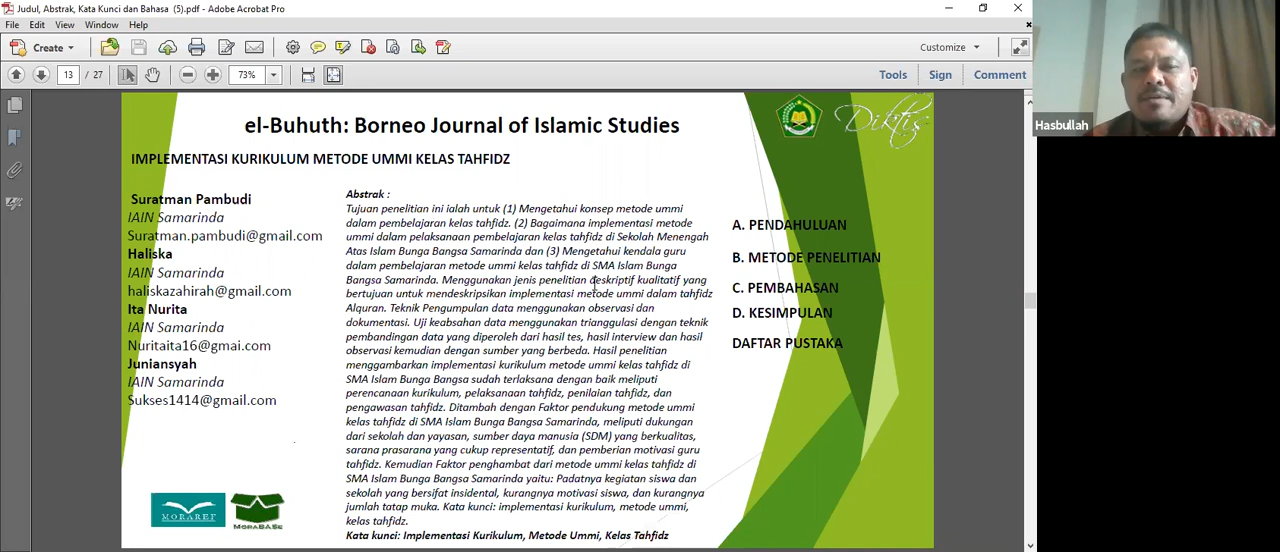 Judul, Abstrak, Kata Kunci dan Bahasa (5).pdf - Adobe Acrobat Pro
File Edit View Window Help
Create
Customize
13 / 27
73%
Tools Sign Comment
Hasbullah
el-Buhuth: Borneo Journal of Islamic Studies
Diktis
IMPLEMENTASI KURIKULUM METODE UMMI KELAS TAHFIDZ
Suratman Pambudi
IAIN Samarinda
Suratman.pambudi@gmail.com
Haliska
IAIN Samarinda
haliskazahirah@gmail.com
Ita Nurita
IAIN Samarinda
Nuritaita16@gmai.com
Juniansyah
IAIN Samarinda
Sukses1414@gmail.com
Abstrak :
Tujuan penelitian ini ialah untuk (1) Mengetahui konsep metode ummi
dalam pembelajaran kelas tahfidz. (2) Bagaimana implementasi metode
ummi dalam pelaksanaan pembelajaran kelas tahfidz di Sekolah Menengah
Atas Islam Bunga Bangsa Samarinda dan (3) Mengetahui kendala guru
dalam pembelajaran metode ummi kelas tahfidz di SMA Islam Bunga
Bangsa Samarinda. Menggunakan jenis penelitian deskriptif kualitatif yang
bertujuan untuk mendeskripsikan implementasi metode ummi dalam tahfidz
Alquran. Teknik Pengumpulan data menggunakan observasi dan
dokumentasi. Uji keabsahan data menggunakan trianggulasi dengan teknik
pembandingan data yang diperoleh dari hasil tes, hasil interview dan hasil
observasi kemudian dengan sumber yang berbeda. Hasil penelitian
menggambarkan implementasi kurikulum metode ummi kelas tahfidz di
SMA Islam Bunga Bangsa sudah terlaksana dengan baik meliputi
perencanaan kurikulum, pelaksanaan tahfidz, penilaian tahfidz, dan
pengawasan tahfidz. Ditambah dengan Faktor pendukung metode ummi
kelas tahfidz di SMA Islam Bunga Bangsa Samarinda, meliputi dukungan
dari sekolah dan yayasan, sumber daya manusia (SDM) yang berkualitas,
sarana prasarana yang cukup representatif, dan pemberian motivasi guru
tahfidz. Kemudian Faktor penghambat dari metode ummi kelas tahfidz di
SMA Islam Bunga Bangsa Samarinda yaitu: Padatnya kegiatan siswa dan
sekolah yang bersifat insidental, kurangnya motivasi siswa, dan kurangnya
jumlah tatap muka. Kata kunci: implementasi kurikulum, metode ummi,
kelas tahfidz.
Kata kunci: Implementasi Kurikulum, Metode Ummi, Kelas Tahfidz
A. PENDAHULUAN
B. METODE PENELITIAN
C. PEMBAHASAN
D. KESIMPULAN
DAFTAR PUSTAKA
MORAREF
MORABASE